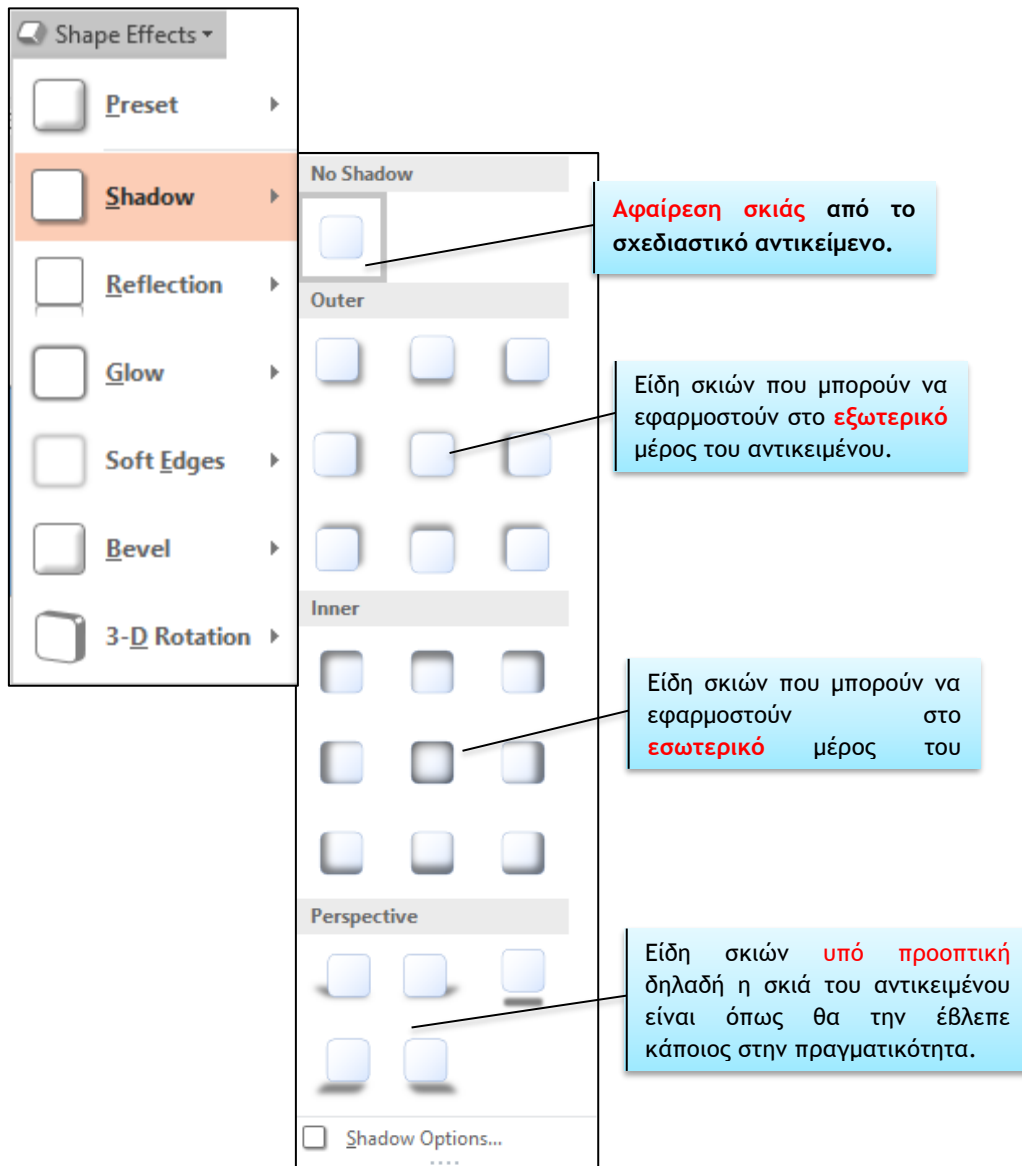 Shape Effects
Preset
Shadow
Reflection
Glow
Soft Edges
Bevel
3-D Rotation
No Shadow
Outer
Inner
Perspective
Shadow Options...
Αφαίρεση σκιάς από το
σχεδιαστικό αντικείμενο.
Είδη σκιών που μπορούν να
εφαρμοστούν στο εξωτερικό
μέρος του αντικειμένου.
Είδη σκιών που μπορούν να
εφαρμοστούν στο
εσωτερικό μέρος του
Είδη σκιών υπό προοπτική
δηλαδή η σκιά του αντικειμένου
είναι όπως θα την έβλεπε
κάποιος στην πραγματικότητα.